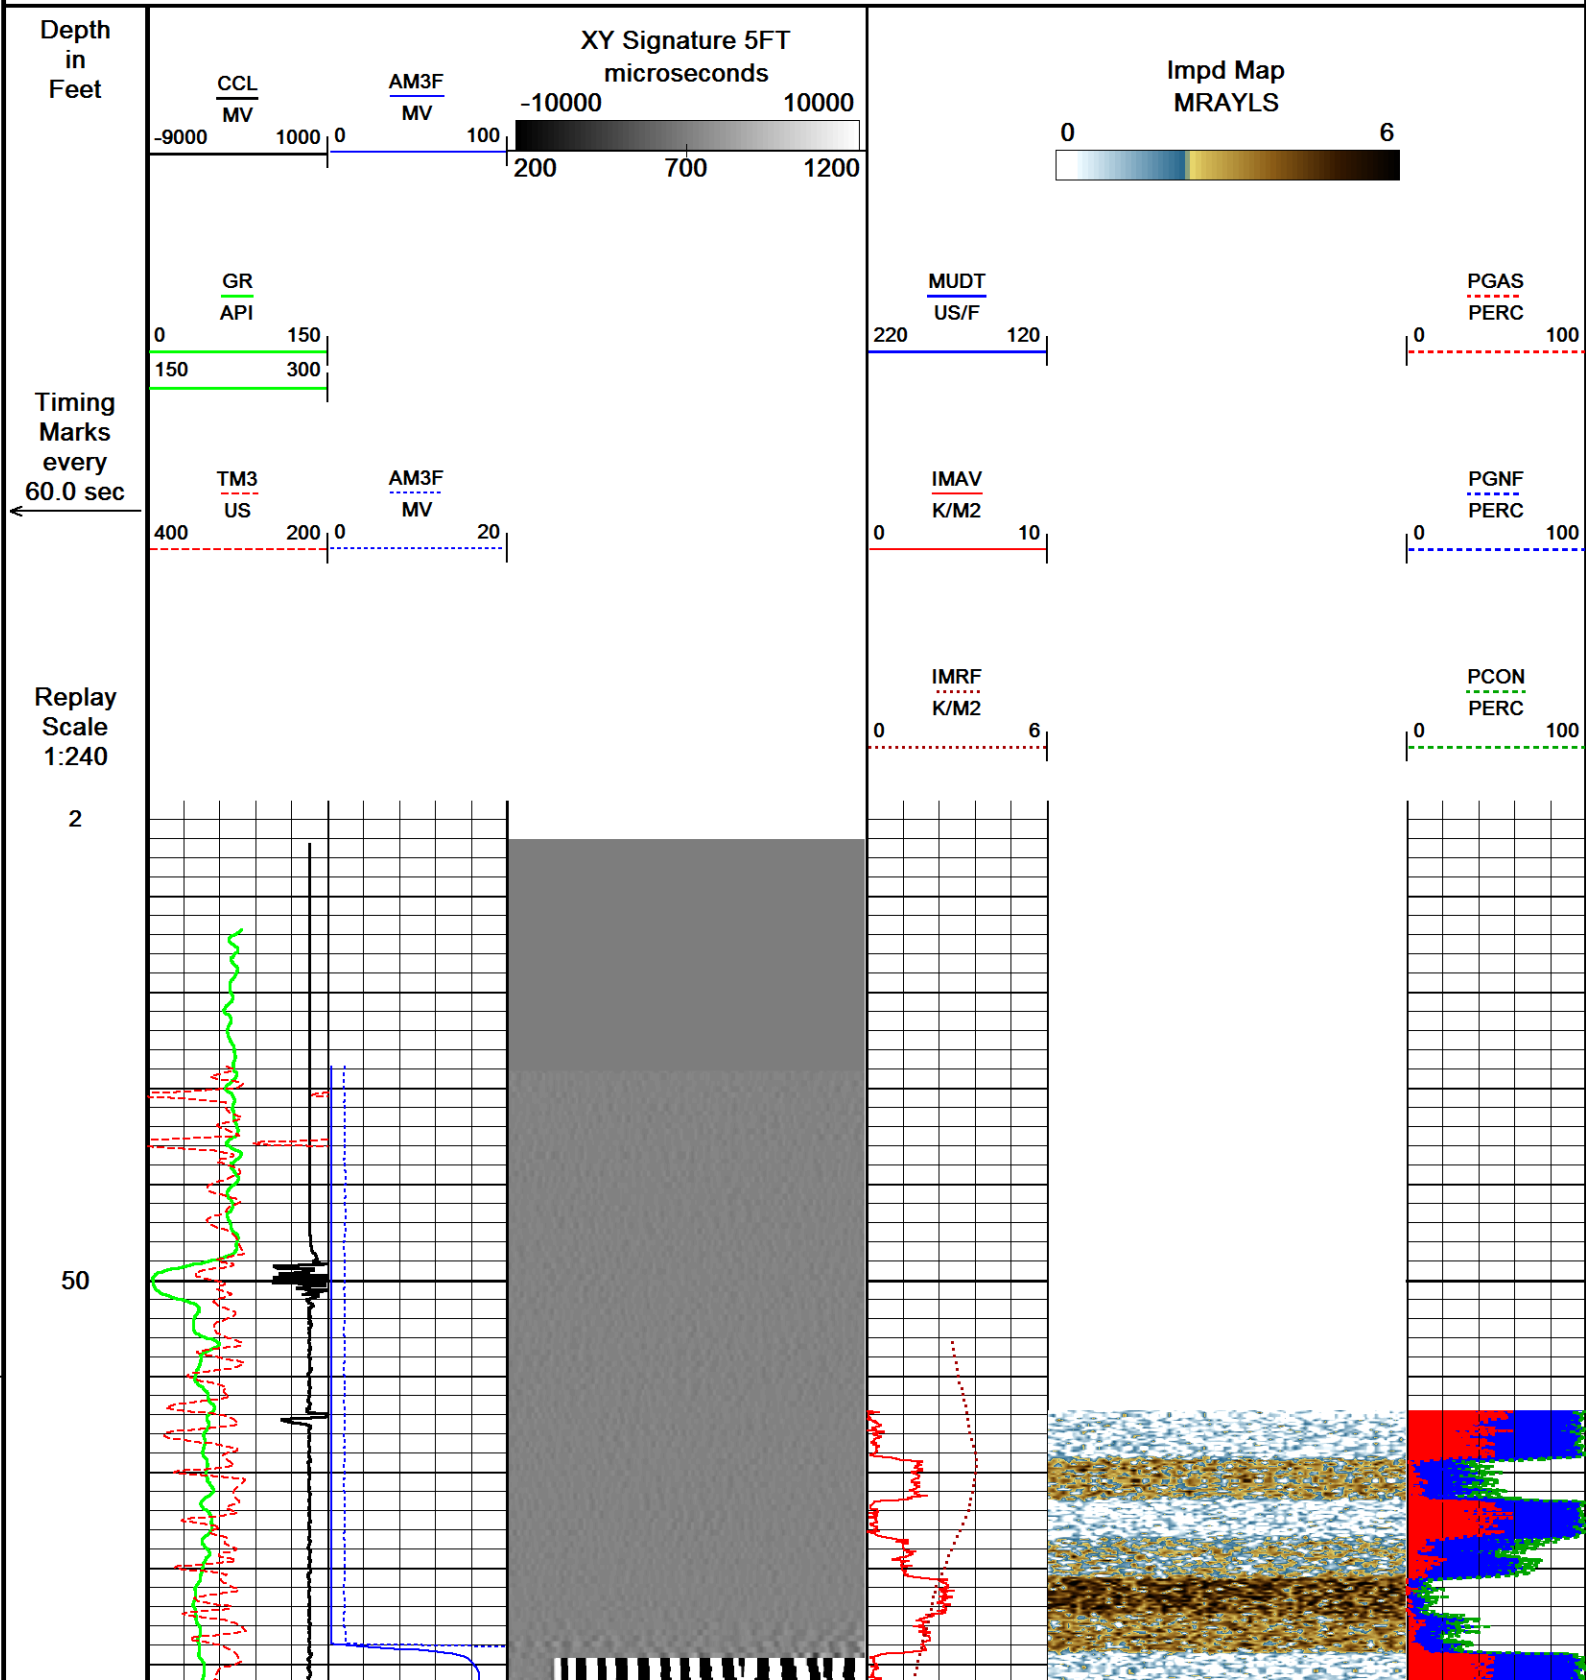 Depth
in
Feet
CCL
MV
-9000 1000
AM3F
MV
0 100
XY Signature 5FT
microseconds
-10000 10000
200 700 1200
Impd Map
MRAYLS
0 6
GR
API
0 150
150 300
MUDT
US/F
220 120
PGAS
PERC
0 100
Timing
Marks
every
60.0 sec
TM3
US
400 200
AM3F
MV
0 20
IMAV
K/M2
0 10
PGNF
PERC
0 100
Replay
Scale
1:240
IMRF
K/M2
0 6
PCON
PERC
0 100
2
50